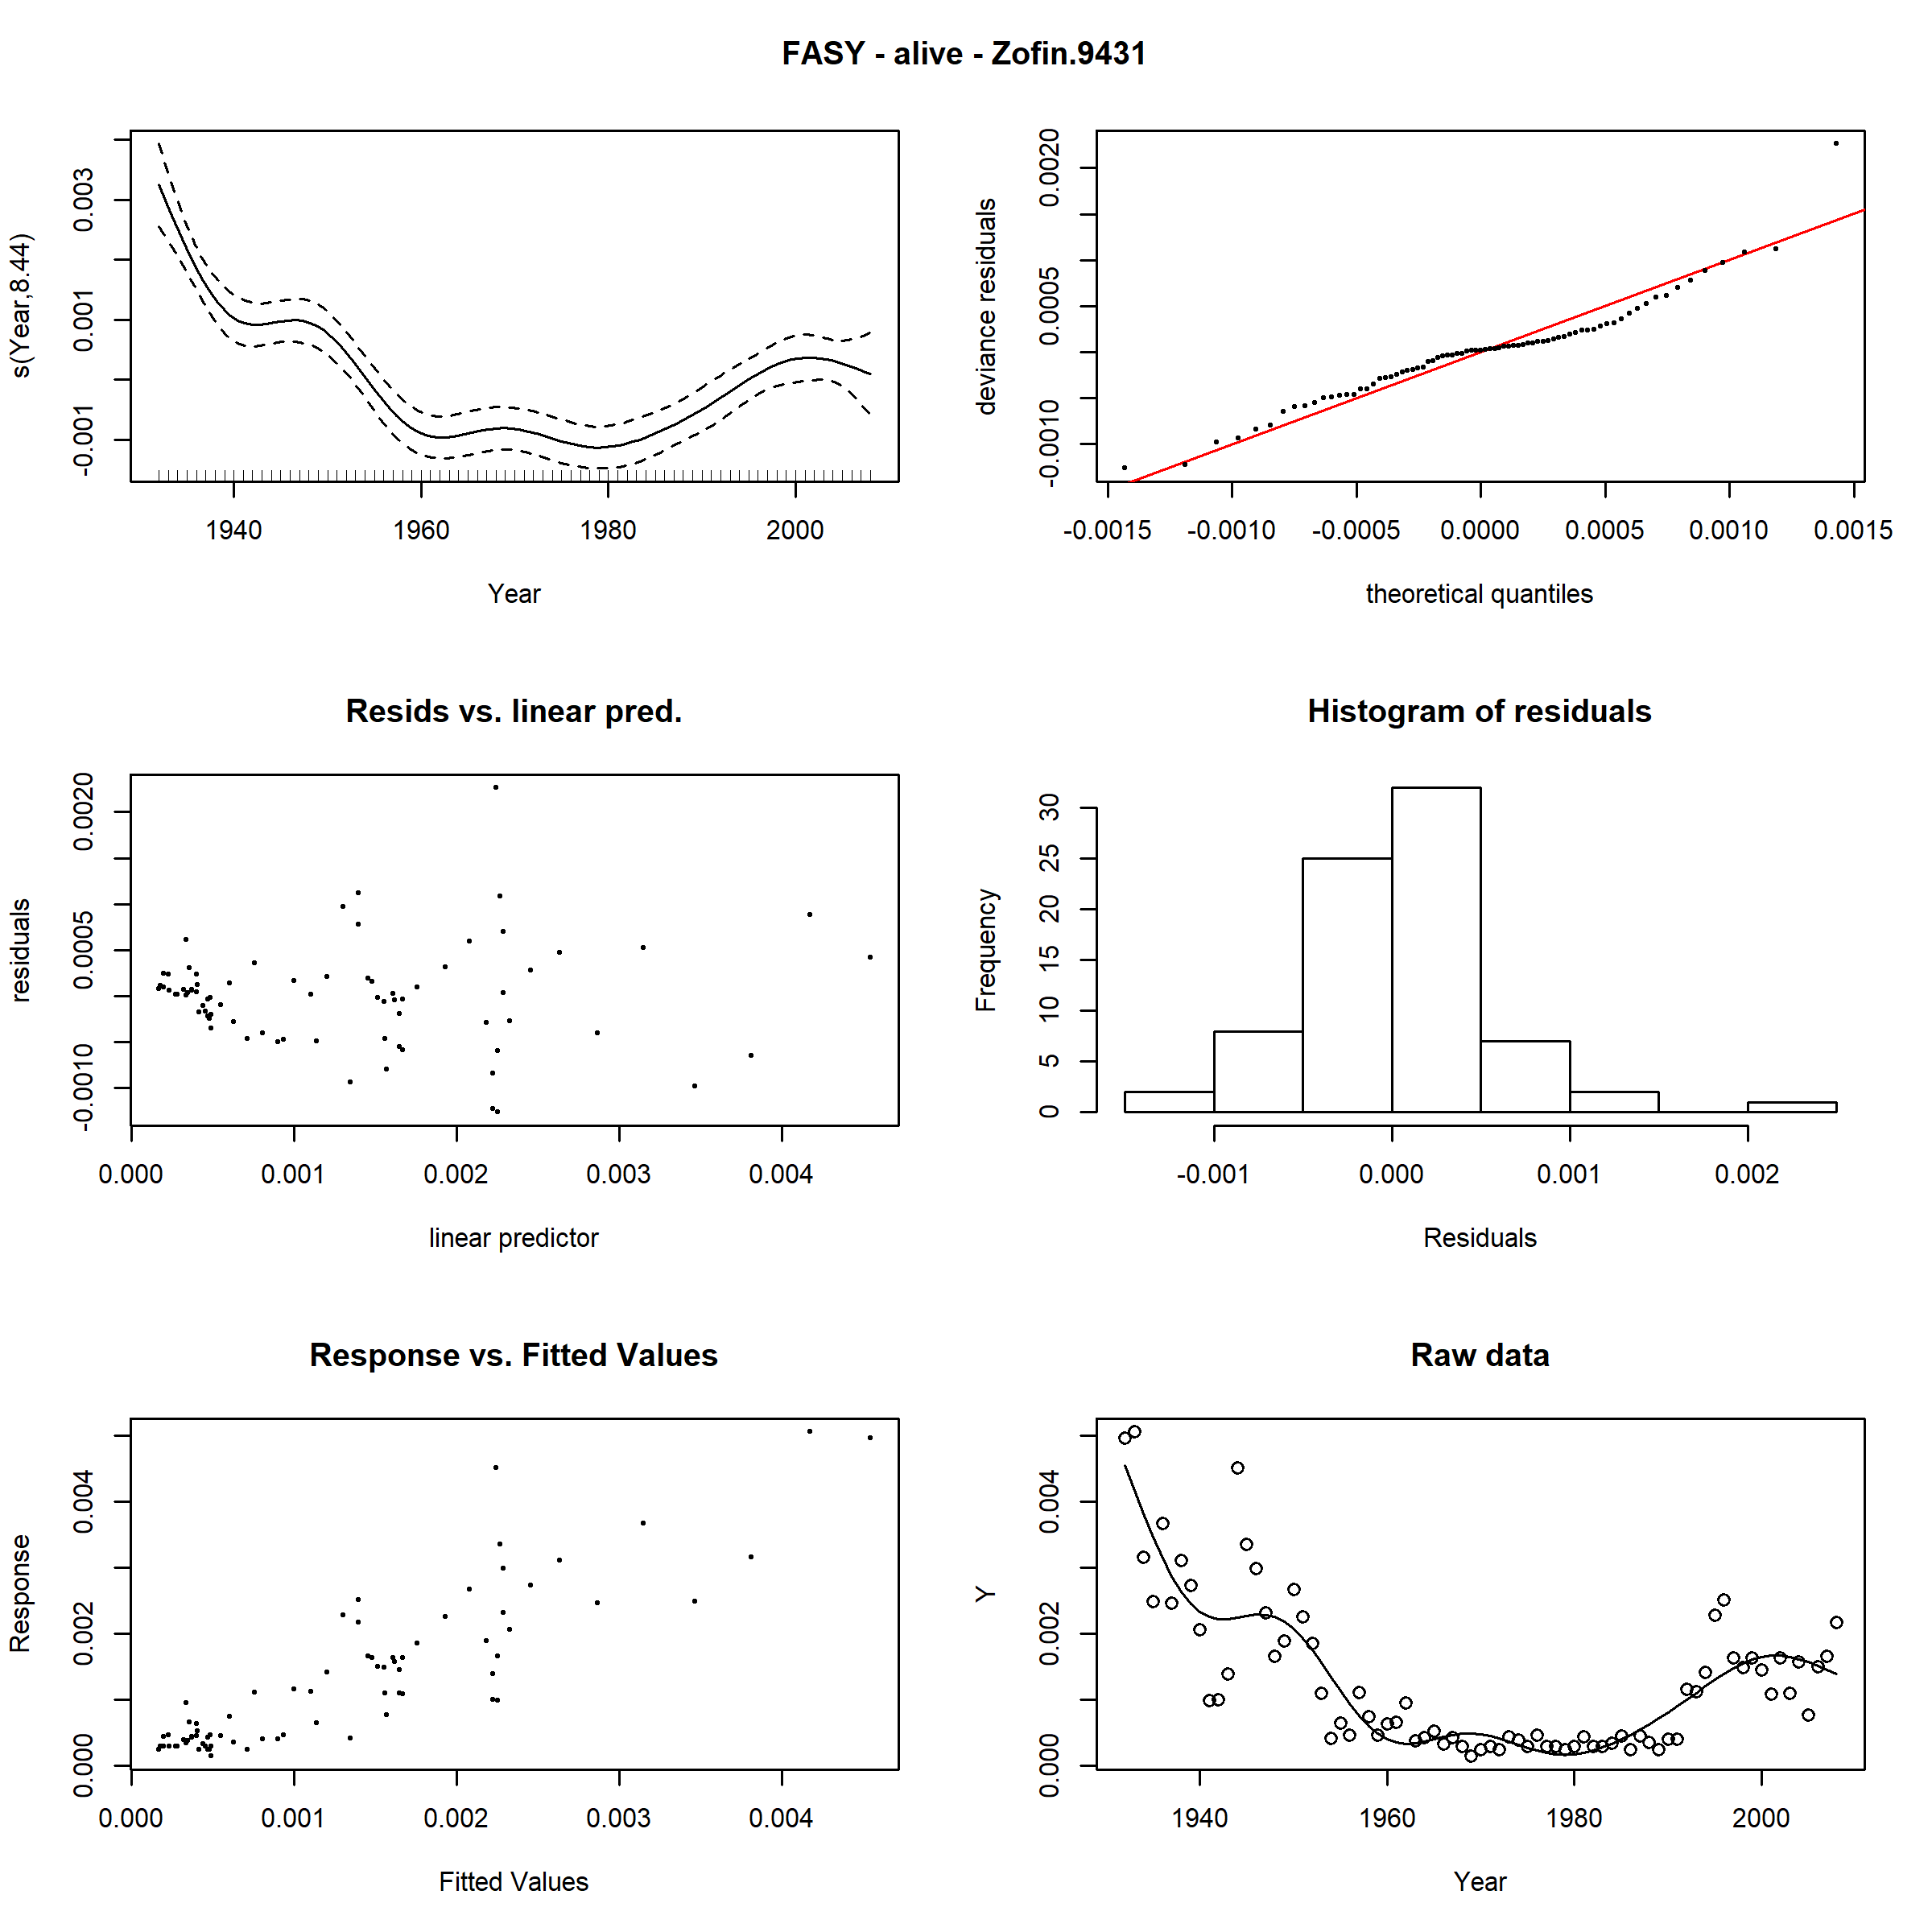 FASY - alive - Zofin.9431
s(Year,8.44)
-0.001 0.001 0.003
1940 1960 1980 2000
Year
deviance residuals
-0.0010 0.0005 0.0020
-0.0015 -0.0010 -0.0005 0.0000 0.0005 0.0010 0.0015
theoretical quantiles
Resids vs. linear pred.
residuals
-0.0010 0.0005 0.0020
0.000 0.001 0.002 0.003 0.004
linear predictor
Histogram of residuals
Frequency
0 5 10 15 20 25 30
-0.001 0.000 0.001 0.002
Residuals
Response vs. Fitted Values
Response
0.000 0.002 0.004
0.000 0.001 0.002 0.003 0.004
Fitted Values
Raw data
Y
0.000 0.002 0.004
1940 1960 1980 2000
Year